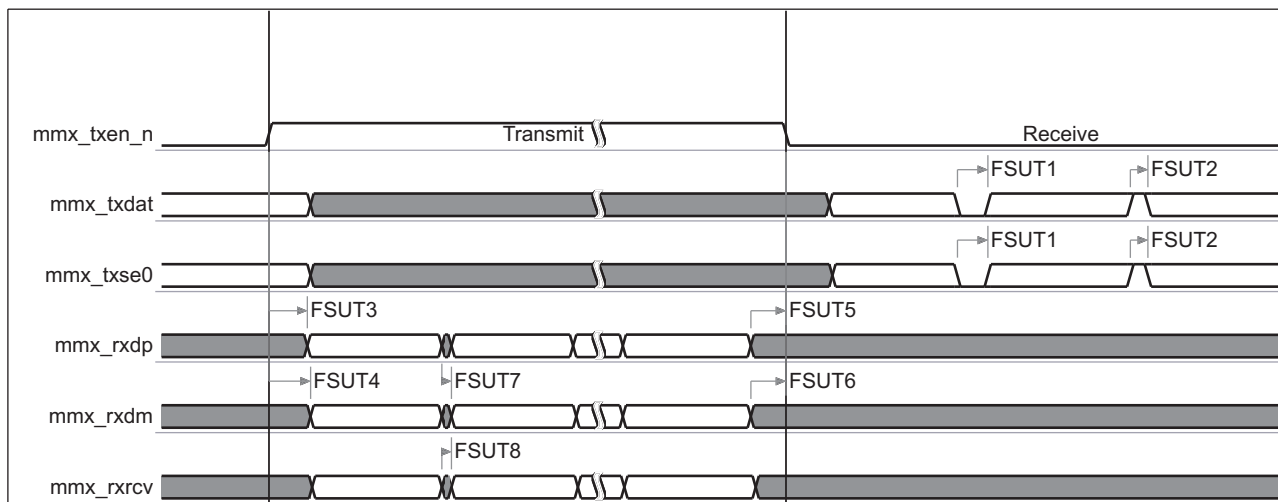 mmx_txen_n Transmit Receive
FSUT1 FSUT2
mmx_txdat
FSUT1 FSUT2
mmx_txse0
FSUT3 FSUT5
mmx_rxdp
FSUT4 FSUT7 FSUT6
mmx_rxdm
FSUT8
mmx_rxrcv